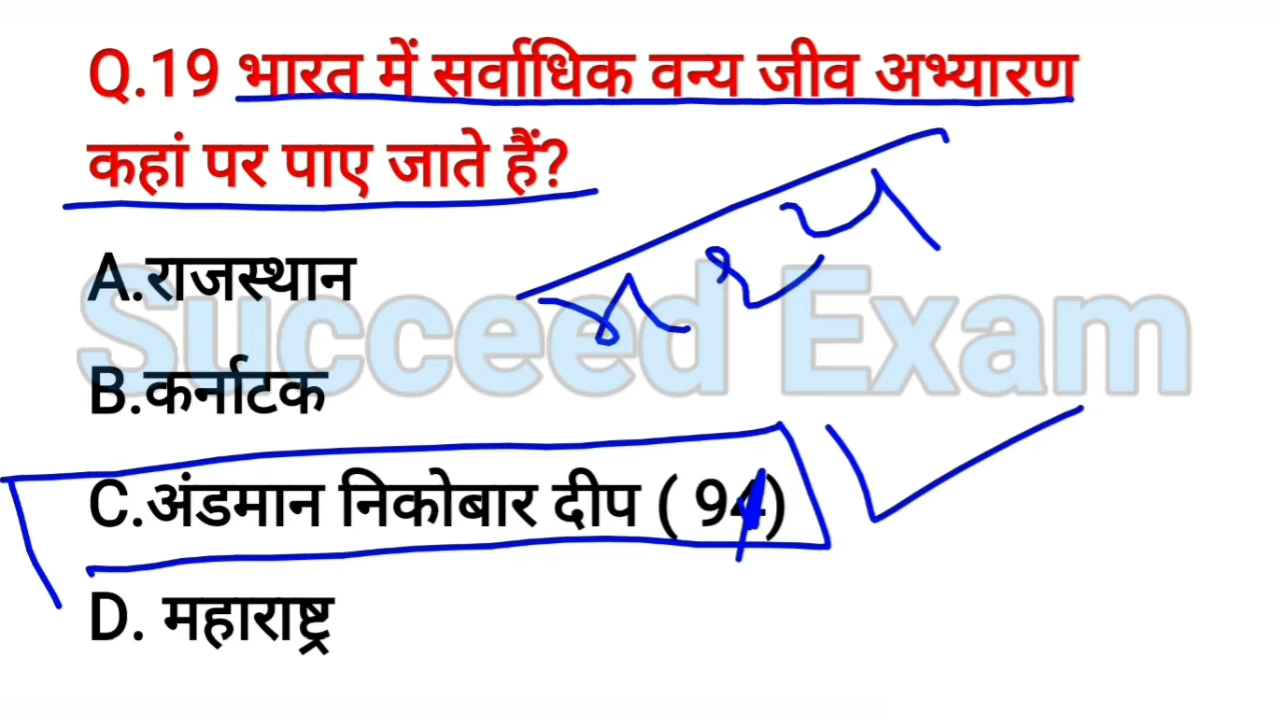 Q.19 भारत में सर्वाधिक वन्य जीव अभ्यारण
कहां पर पाए जाते हैं?
A.राजस्थान
Succeed Exam
B.कर्नाटक
C.अंडमान निकोबार दीप ( 94)
D. महाराष्ट्र